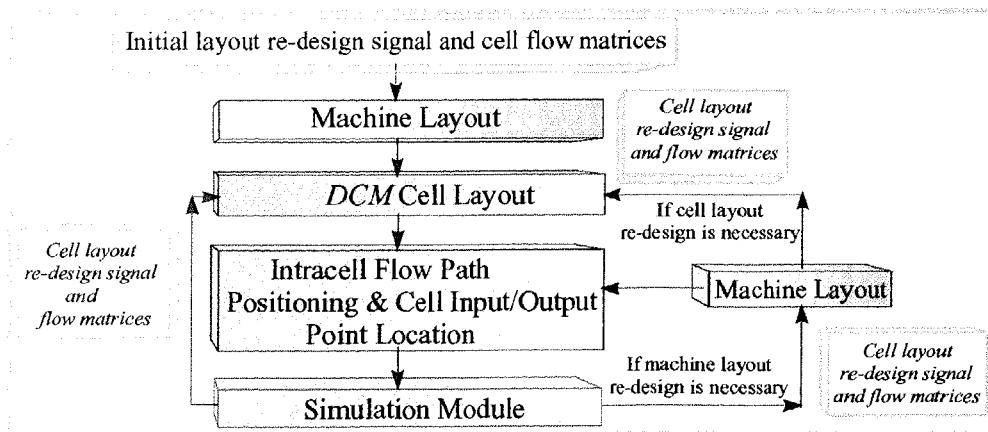 Initial layout re-design signal and cell flow matrices
Machine Layout
Cell layout
re-design signal
and flow matrices
DCM Cell Layout
If cell layout
re-design is necessary
Cell layout
re-design signal
and
flow matrices
Intracell Flow Path
Positioning & Cell Input/Output
Point Location
Machine Layout
If machine layout
re-design is necessary
Cell layout
re-design signal
and flow matrices
Simulation Module